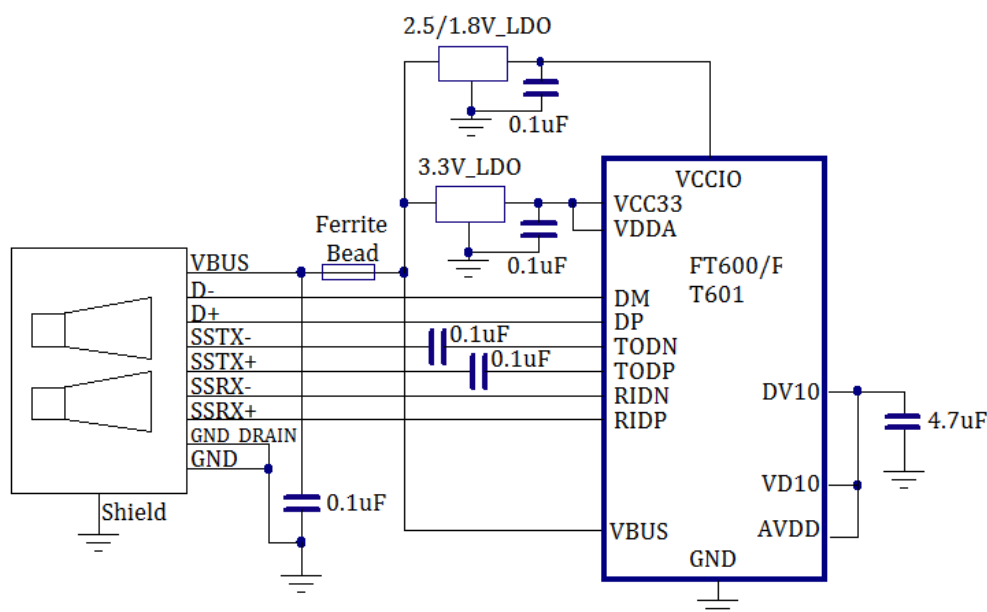 2.5/1.8V_LDO
0.1uF
3.3V_LDO
0.1uF
Ferrite
Bead
VBUS
D-
D+
SSTX-
SSTX+
SSRX-
SSRX+
GND DRAIN
GND
Shield
0.1uF
0.1uF
0.1uF
VCCIO
VCC33
VDDA
FT600/F
T601
DM
DP
TODN
TODP
RIDN
RIDP
VBUS
GND
DV10
VD10
AVDD
4.7uF